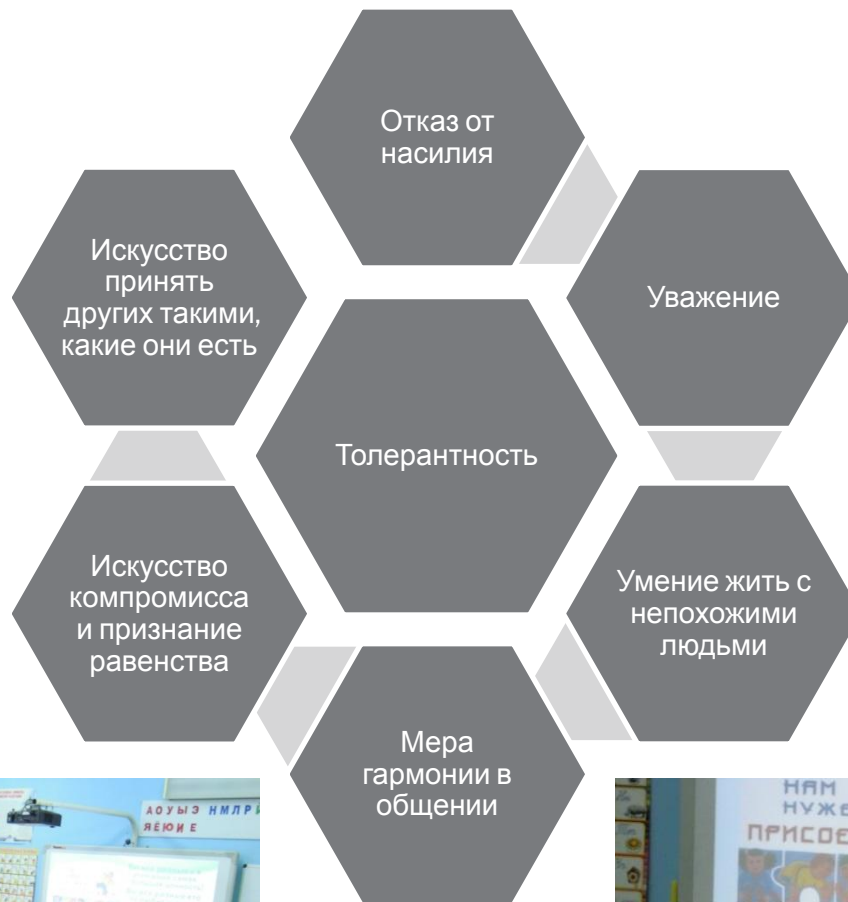 Отказ от
насилия
Искусство
принять
других такими,
какие они есть
Уважение
Толерантность
Искусство
компромисса
и признание
равенства
Умение жить с
непохожими
людьми
Мера
гармонии в
общении
А О У Ы Э Н М Л Р
Я Ё Ю И Е
НАМ